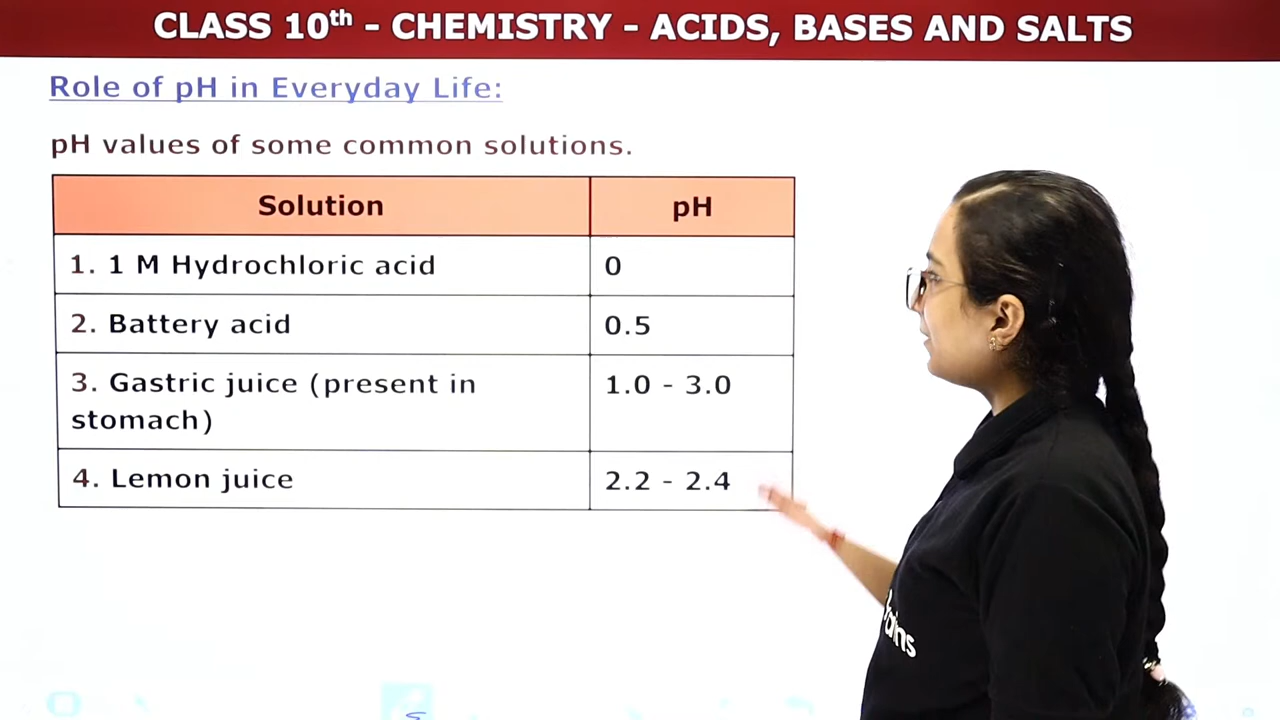 CLASS 10th - CHEMISTRY - ACIDS, BASES AND SALTS
Role of pH in Everyday Life:
pH values of some common solutions.
Solution pH
1. 1 M Hydrochloric acid 0
2. Battery acid 0.5
3. Gastric juice (present in 1.0 - 3.0
stomach)
4. Lemon juice 2.2 - 2.4